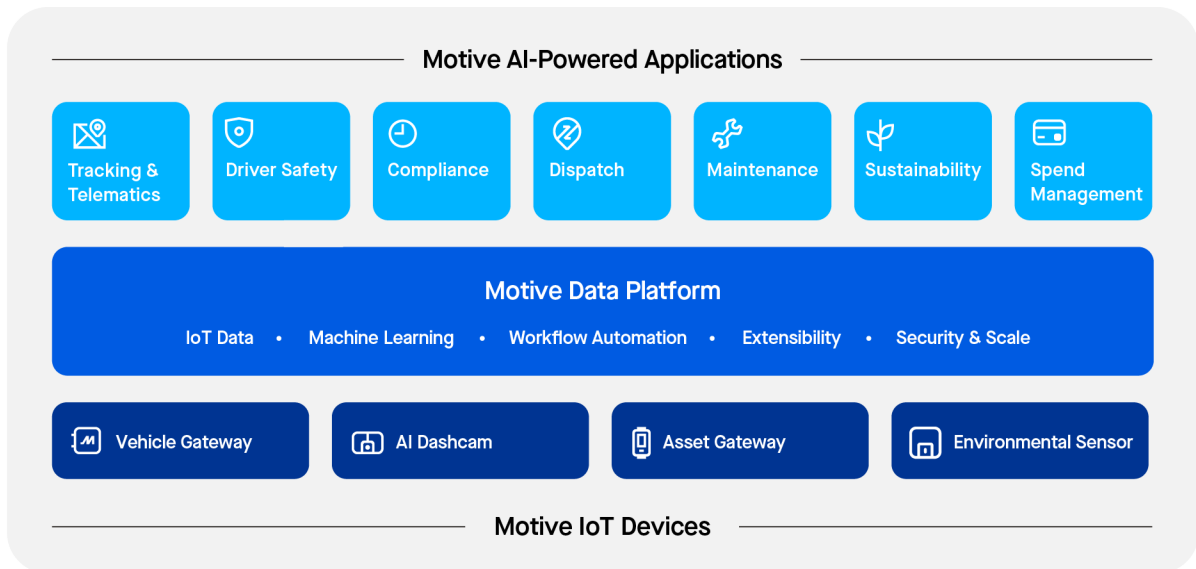 Motive AI-Powered Applications
Tracking &
Telematics
Driver Safety
Compliance
Dispatch
Maintenance
Sustainability
Spend
Management
Motive Data Platform
IoT Data • Machine Learning • Workflow Automation • Extensibility • Security & Scale
Vehicle Gateway
AI Dashcam
Asset Gateway
Environmental Sensor
Motive IoT Devices